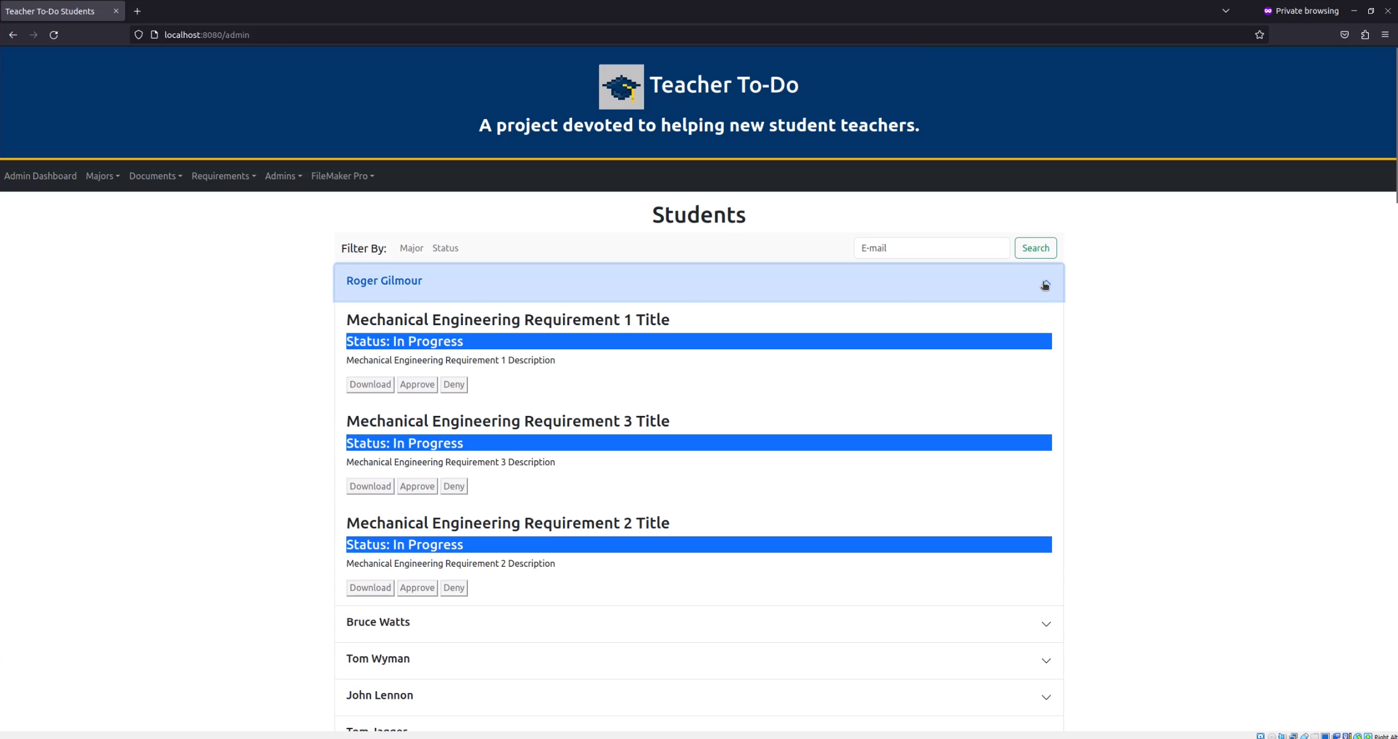 Teacher To-Do Students
Private browsing
localhost:8080/admin
Teacher To-Do
A project devoted to helping new student teachers.
Admin Dashboard Majors Documents Requirements Admins FileMaker Pro
Students
Filter By: Major Status E-mail Search
Roger Gilmour
Mechanical Engineering Requirement 1 Title
Status: In Progress
Mechanical Engineering Requirement 1 Description
Download Approve Deny
Mechanical Engineering Requirement 3 Title
Status: In Progress
Mechanical Engineering Requirement 3 Description
Download Approve Deny
Mechanical Engineering Requirement 2 Title
Status: In Progress
Mechanical Engineering Requirement 2 Description
Download Approve Deny
Bruce Watts
Tom Wyman
John Lennon
Tom Jagger
Right Alt